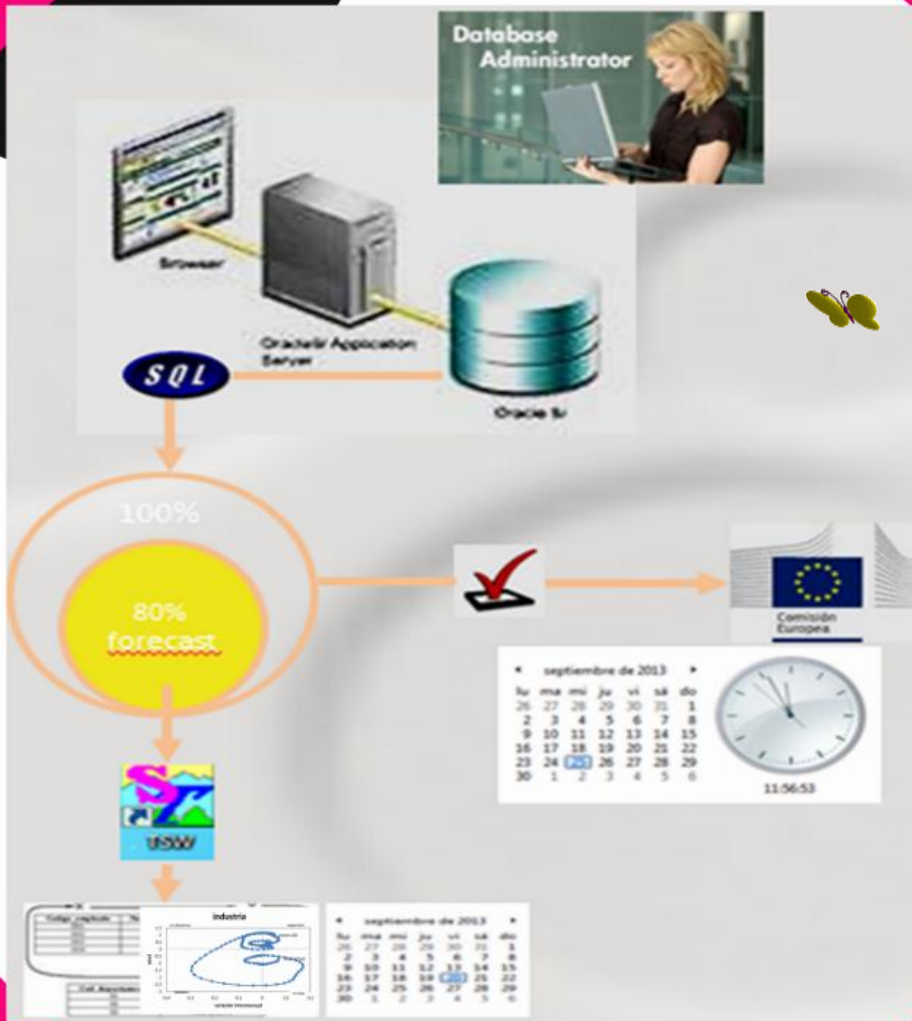 Database
Administrator
Browser
Application
Server
SQL
100%
80%
forecast
Comisión
Europea
septiembre de 2013
lu ma mi ju vi sá do
26 27 28 29 30 31 1
2 3 4 5 6 7 8
9 10 11 12 13 14 15
16 17 18 19 20 21 22
23 24 25 26 27 28 29
30 1 2 3 4 5 6
11:56:53
TSW
industria
septiembre de 2013
lu ma mi ju vi sá do
26 27 28 29 30 31 1
2 3 4 5 6 7 8
9 10 11 12 13 14 15
16 17 18 19 20 21 22
23 24 25 26 27 28 29
30 1 2 3 4 5 6